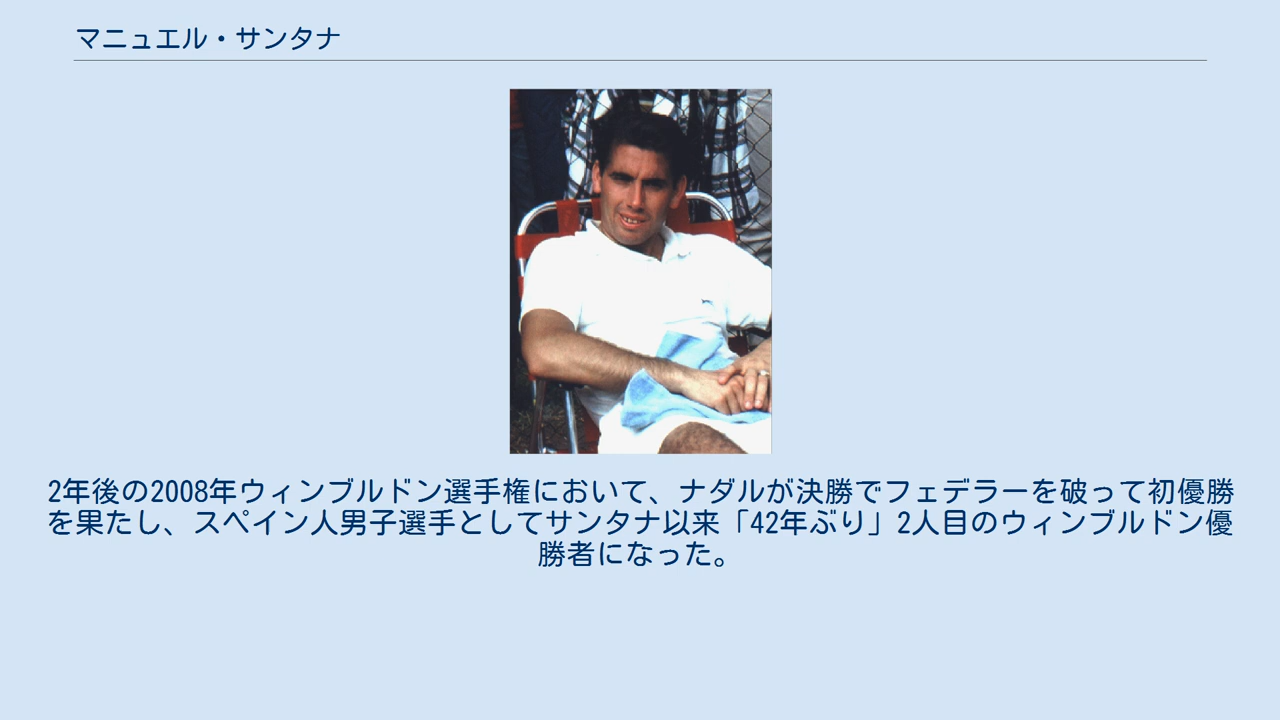 マニュエル・サンタナ
2年後の2008年ウィンブルドン選手権において、ナダルが決勝でフェデラーを破って初優勝
を果たし、スペイン人男子選手としてサンタナ以来「42年ぶり」2人目のウィンブルドン優
勝者になった。